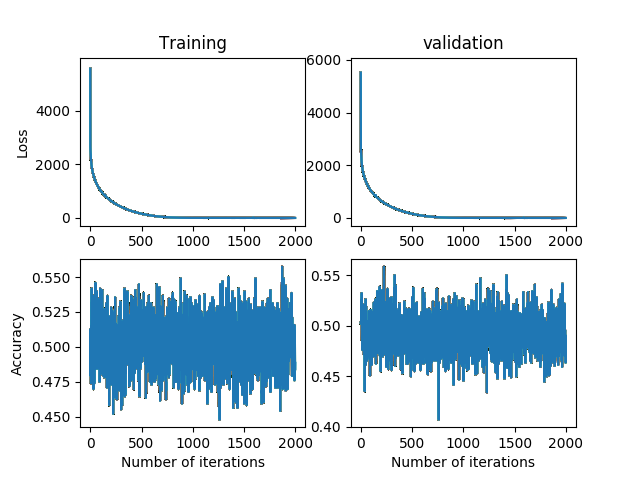 Training
validation
Loss
4000
2000
0
0 500 1000 1500 2000
6000
4000
2000
0
0 500 1000 1500 2000
Accuracy
0.550
0.525
0.500
0.475
0.450
0 500 1000 1500 2000
Number of iterations
0.55
0.50
0.45
0.40
0 500 1000 1500 2000
Number of iterations